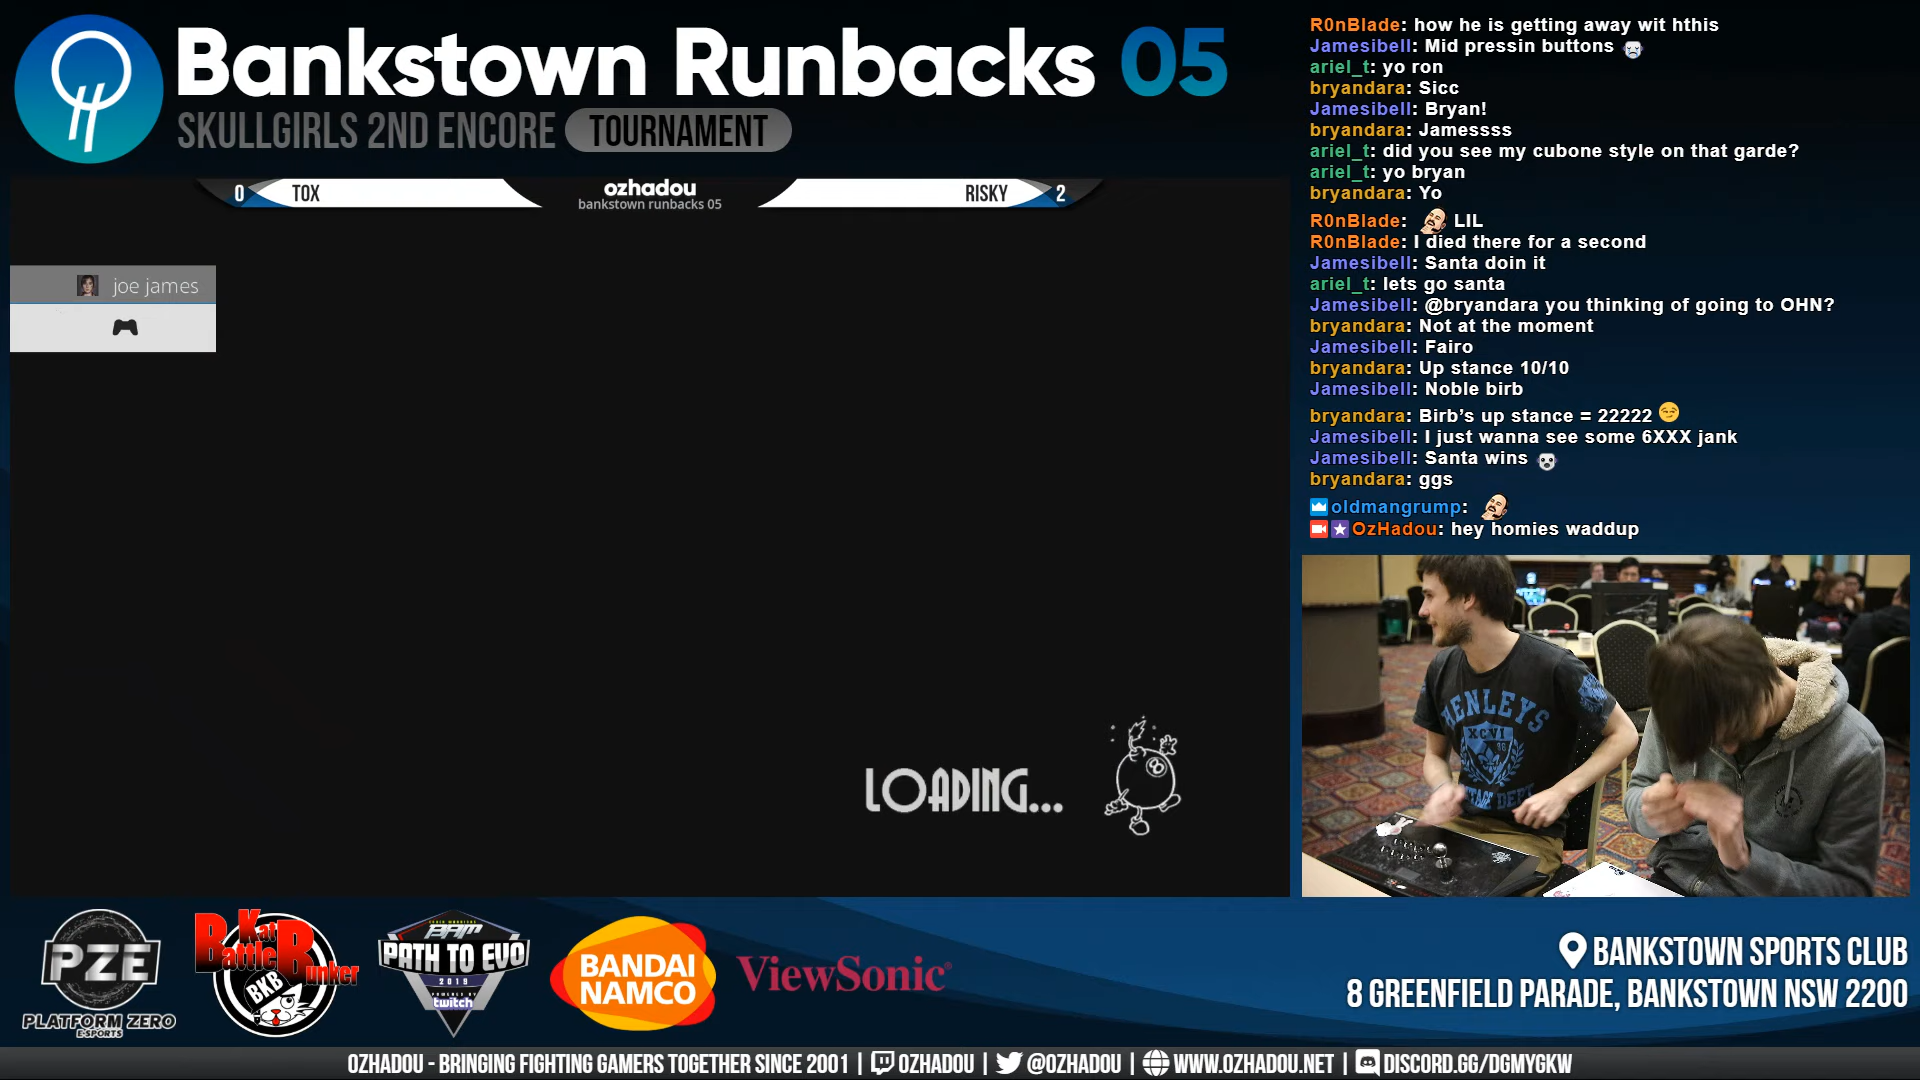 Bankstown Runbacks 05
SKULLGIRLS 2ND ENCORE TOURNAMENT
0 TOX
ozhadou
bankstown runbacks 05
RISKY 2
joe james
LOADING...
R0nBlade: how he is getting away wit hthis
Jamesibell: Mid pressin buttons
ariel_t: yo ron
bryandara: Sicc
Jamesibell: Bryan!
bryandara: Jamessss
ariel_t: did you see my cubone style on that garde?
ariel_t: yo bryan
bryandara: Yo
R0nBlade: LIL
R0nBlade: I died there for a second
Jamesibell: Santa doin it
ariel_t: lets go santa
Jamesibell: @bryandara you thinking of going to OHN?
bryandara: Not at the moment
Jamesibell: Fairo
bryandara: Up stance 10/10
Jamesibell: Noble birb
bryandara: Birb's up stance = 22222
Jamesibell: I just wanna see some 6XXX jank
Jamesibell: Santa wins
bryandara: ggs
oldmangrump:
OzHadou: hey homies waddup
HENLEYS
XCVI
PZE
PLATFORM ZERO
E-SPORTS
Kat
Battle
Bunker
BKB
BAM
PATH TO EVO
2019
POWERED BY
twitch
BANDAI
NAMCO
ViewSonic
BANKSTOWN SPORTS CLUB
8 GREENFIELD PARADE, BANKSTOWN NSW 2200
OZHADOU - BRINGING FIGHTING GAMERS TOGETHER SINCE 2001 | OZHADOU | @OZHADOU | WWW.OZHADOU.NET | DISCORD.GG/DGMYGKW